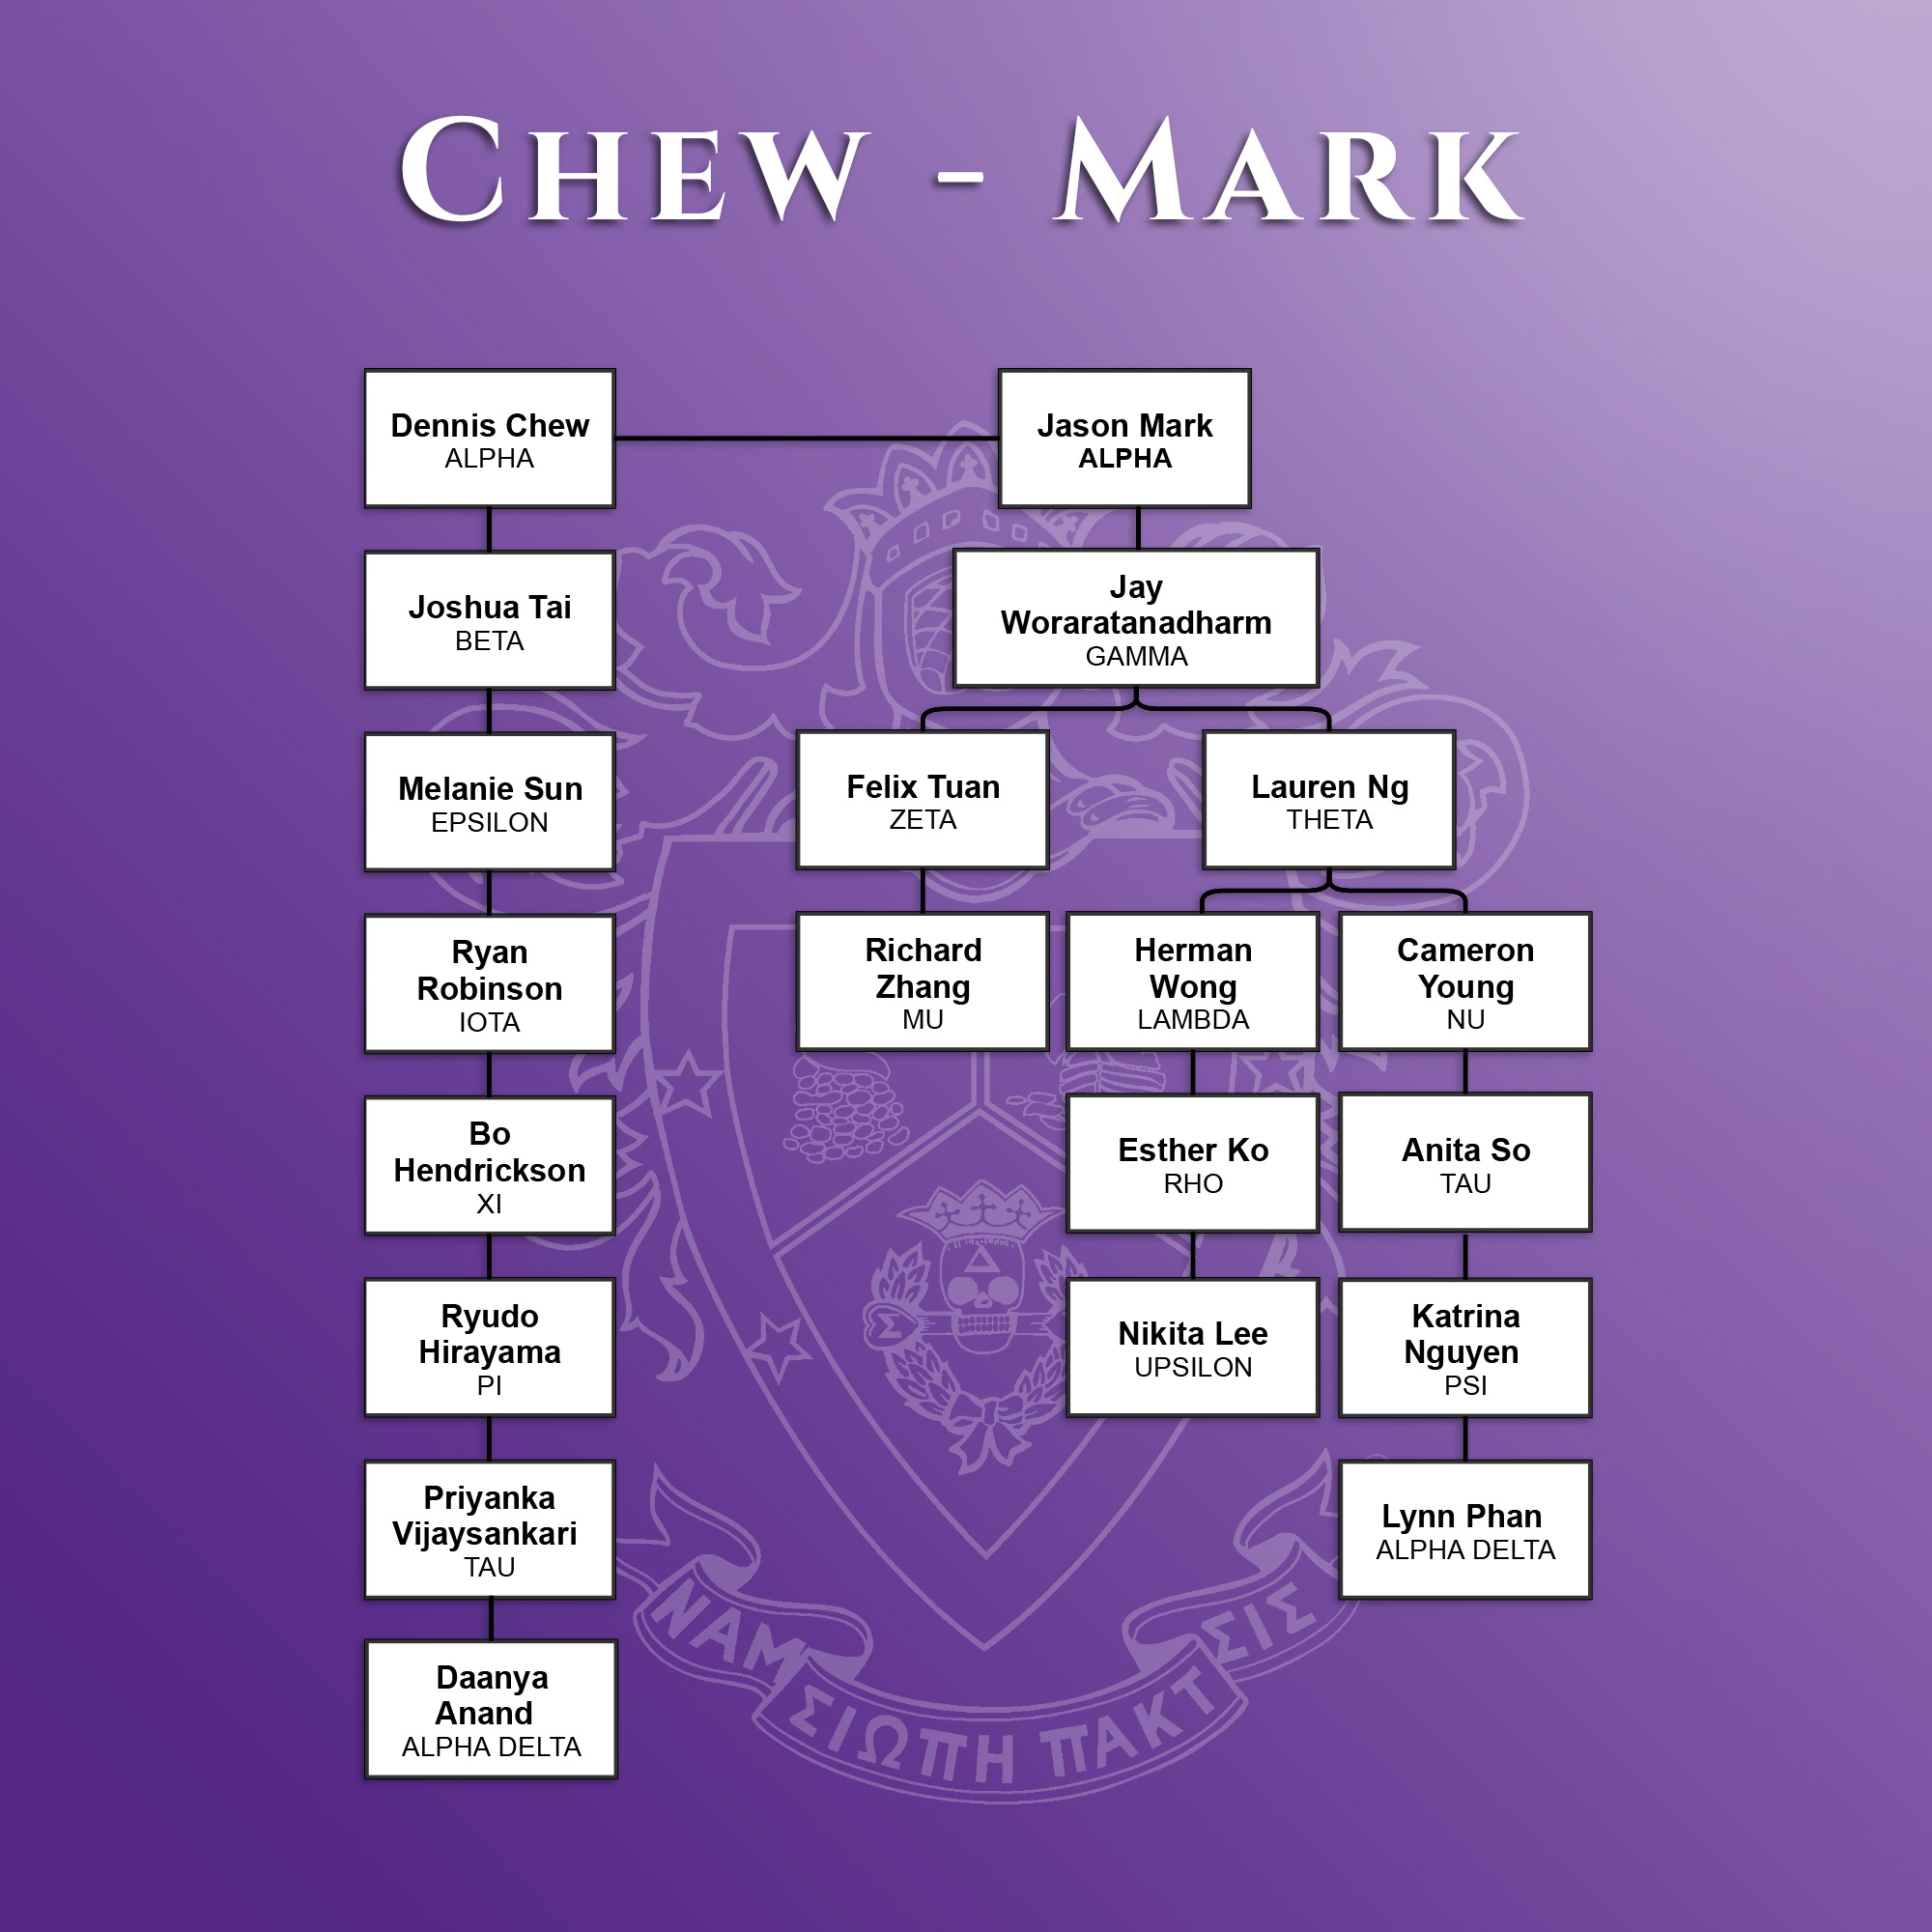 CHEW - MARK
Dennis Chew
ALPHA
Jason Mark
ALPHA
Joshua Tai
BETA
Jay
Woraratanadharm
GAMMA
Melanie Sun
EPSILON
Felix Tuan
ZETA
Lauren Ng
THETA
Ryan
Robinson
IOTA
Richard
Zhang
MU
Herman
Wong
LAMBDA
Cameron
Young
NU
Bo
Hendrickson
XI
Esther Ko
RHO
Anita So
TAU
Ryudo
Hirayama
PI
Nikita Lee
UPSILON
Katrina
Nguyen
PSI
Priyanka
Vijaysankari
TAU
Lynn Phan
ALPHA DELTA
Daanya
Anand
ALPHA DELTA
Σ
Δ
ΝΑΜ ΣΙΩΠΗ ΠΑΚΤ ΣΙΣ